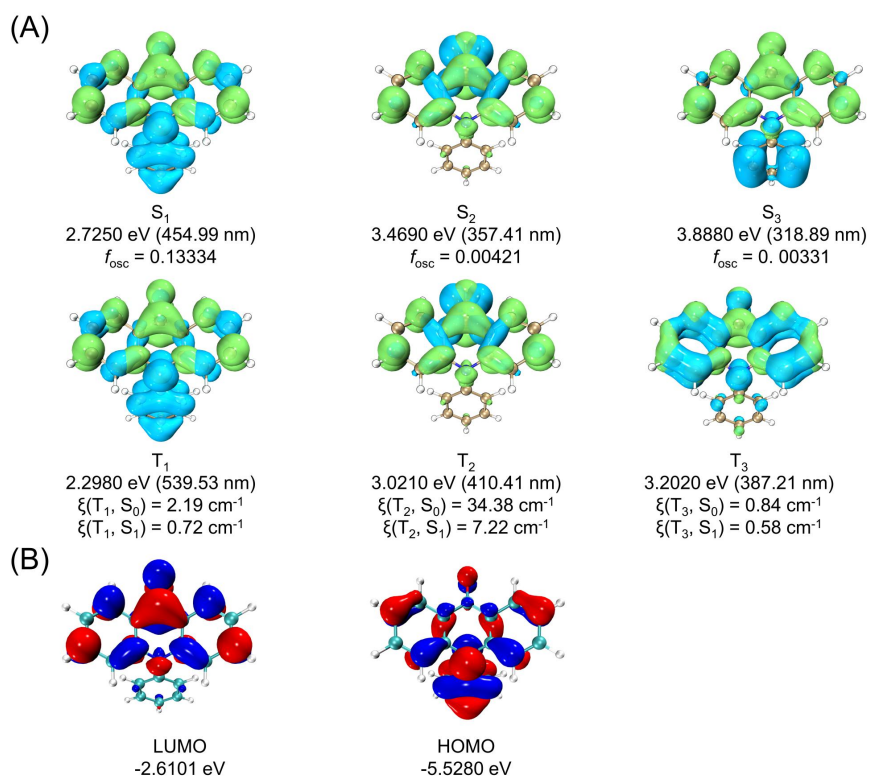 (A)
S₁ S₂ S₃
2.7250 eV (454.99 nm) 3.4690 eV (357.41 nm) 3.8880 eV (318.89 nm)
f_osc = 0.13334 f_osc = 0.00421 f_osc = 0. 00331
T₁ T₂ T₃
2.2980 eV (539.53 nm) 3.0210 eV (410.41 nm) 3.2020 eV (387.21 nm)
ξ(T₁, S₀) = 2.19 cm⁻¹ ξ(T₂, S₀) = 34.38 cm⁻¹ ξ(T₃, S₀) = 0.84 cm⁻¹
ξ(T₁, S₁) = 0.72 cm⁻¹ ξ(T₂, S₁) = 7.22 cm⁻¹ ξ(T₃, S₁) = 0.58 cm⁻¹
(B)
LUMO HOMO
-2.6101 eV -5.5280 eV